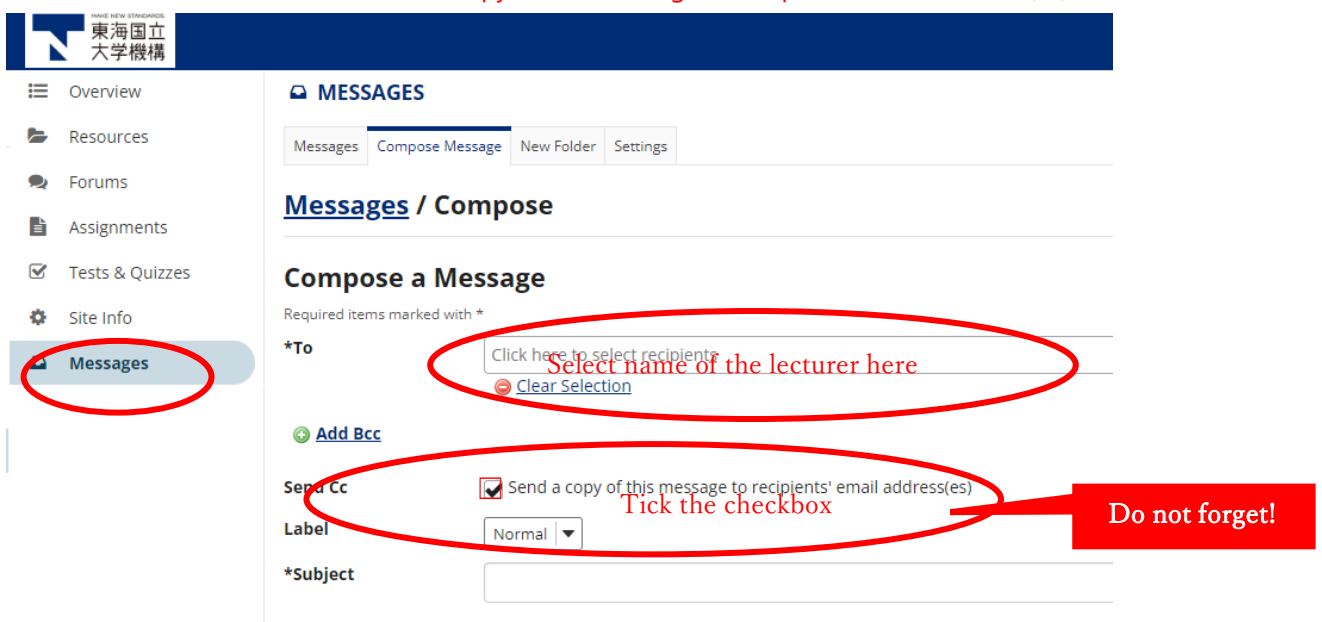 MAKE NEW STANDARDS.
東海国立
大学機構
Overview
Resources
Forums
Assignments
Tests & Quizzes
Site Info
Messages
MESSAGES
Messages Compose Message New Folder Settings
Messages / Compose
Compose a Message
Required items marked with *
*To
Click here to select recipients
Select name of the lecturer here
Clear Selection
Add Bcc
Send Cc
Send a copy of this message to recipients' email address(es)
Tick the checkbox
Do not forget!
Label
Normal
*Subject